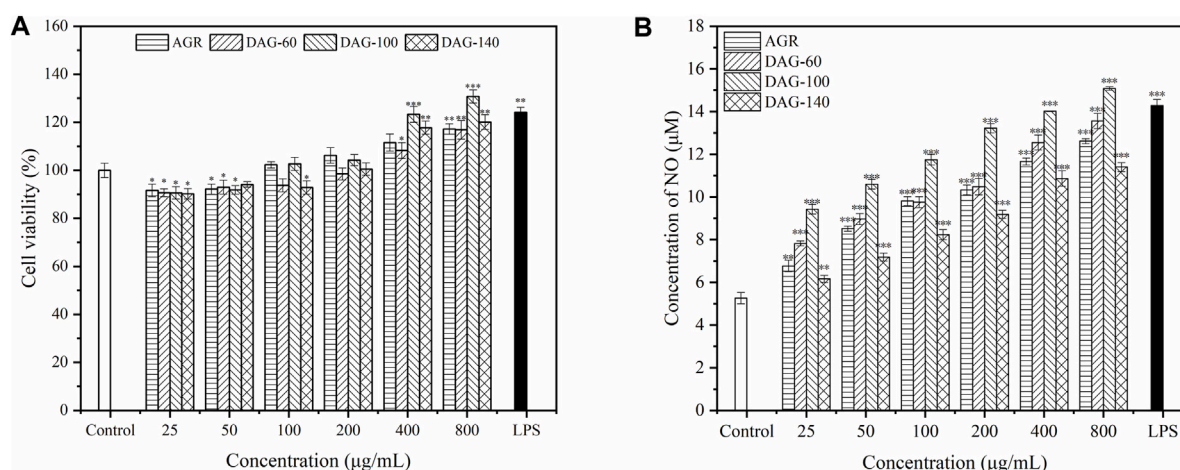 A
AGR DAG-60 DAG-100 DAG-140
Cell viability (%)
160
140
120
100
80
60
40
20
0
* * * *
* * *
*
* *** **
** ** *** **
**
Control 25 50 100 200 400 800 LPS
Concentration (μg/mL)
B
AGR
DAG-60
DAG-100
DAG-140
Concentration of NO (μM)
18
16
14
12
10
8
6
4
2
0
** *** *** **
*** *** *** ***
*** *** *** ***
*** *** *** ***
*** *** *** ***
*** *** *** ***
***
Control 25 50 100 200 400 800 LPS
Concentration (μg/mL)